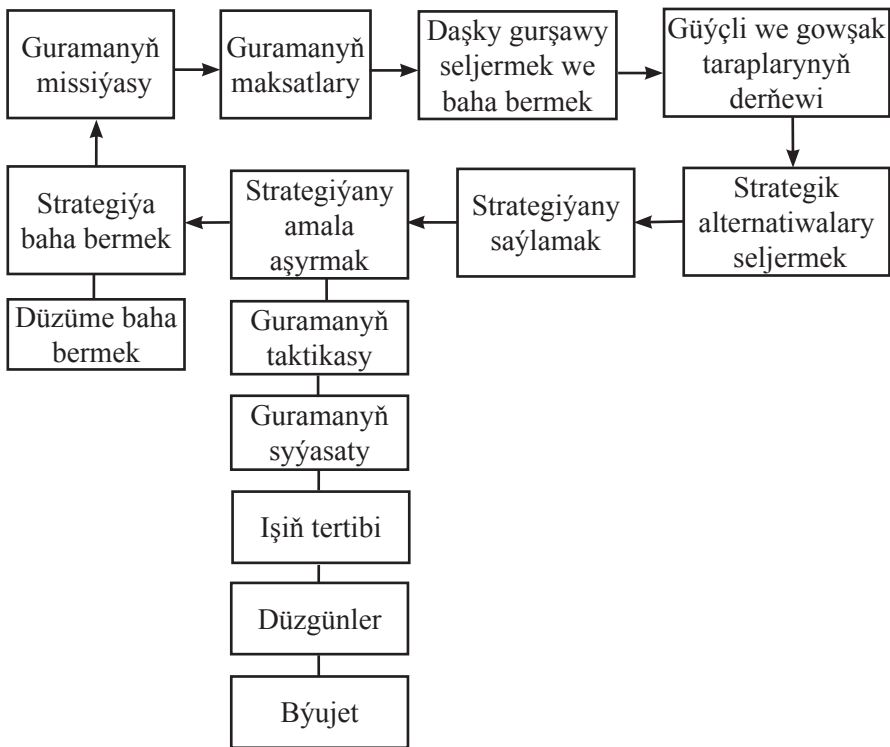 Guramanyň
missiýasy
Guramanyň
maksatlary
Daşky gurşawy
seljermek we
baha bermek
Güýçli we gowşak
taraplarynyň
derňewi
Strategik
alternatiwalary
seljermek
Strategiýany
saýlamak
Strategiýany
amala
aşyrmak
Strategiýa
baha bermek
Düzüme baha
bermek
Guramanyň
taktikasy
Guramanyň
syýasaty
Işiň tertibi
Düzgünler
Býujet